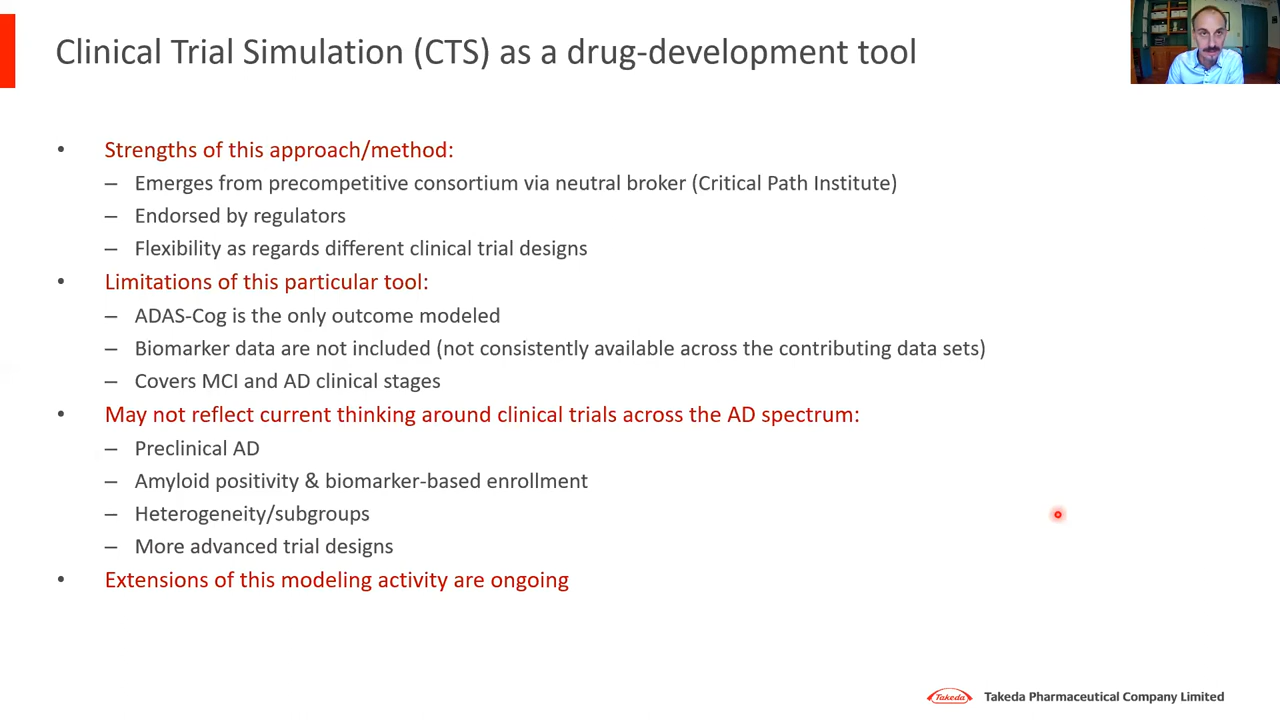 Clinical Trial Simulation (CTS) as a drug-development tool
• Strengths of this approach/method:
– Emerges from precompetitive consortium via neutral broker (Critical Path Institute)
– Endorsed by regulators
– Flexibility as regards different clinical trial designs
• Limitations of this particular tool:
– ADAS-Cog is the only outcome modeled
– Biomarker data are not included (not consistently available across the contributing data sets)
– Covers MCI and AD clinical stages
• May not reflect current thinking around clinical trials across the AD spectrum:
– Preclinical AD
– Amyloid positivity & biomarker-based enrollment
– Heterogeneity/subgroups
– More advanced trial designs
• Extensions of this modeling activity are ongoing
Takeda Takeda Pharmaceutical Company Limited